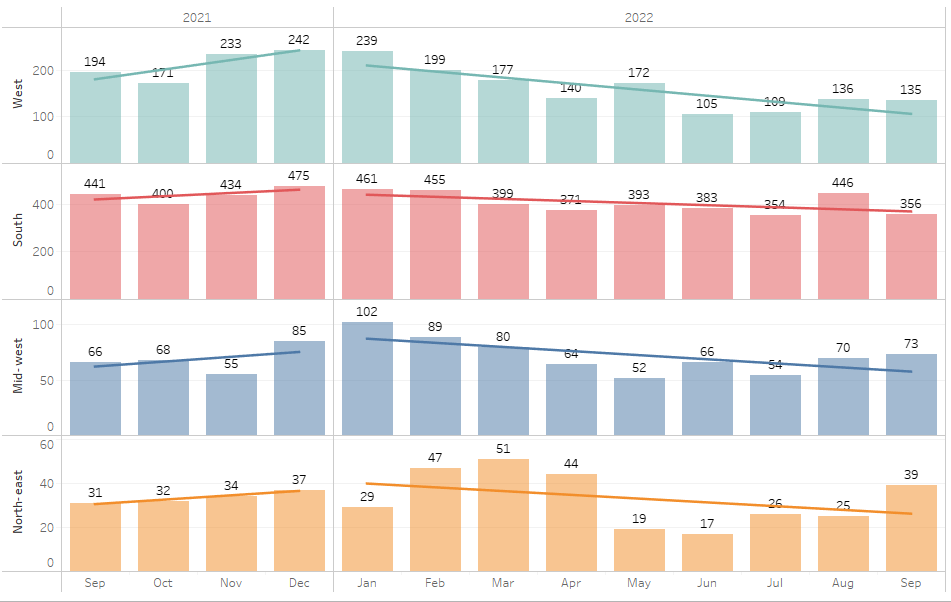 2021 2022
West
194 171 233 242 239 199 177 140 172 105 109 136 135
200
100
0
South
441 400 434 475 461 455 399 371 393 383 354 446 356
400
200
0
Mid-west
66 68 55 85 102 89 80 64 52 66 54 70 73
100
50
0
North-east
31 32 34 37 29 47 51 44 19 17 26 25 39
60
40
20
0
Sep Oct Nov Dec Jan Feb Mar Apr May Jun Jul Aug Sep